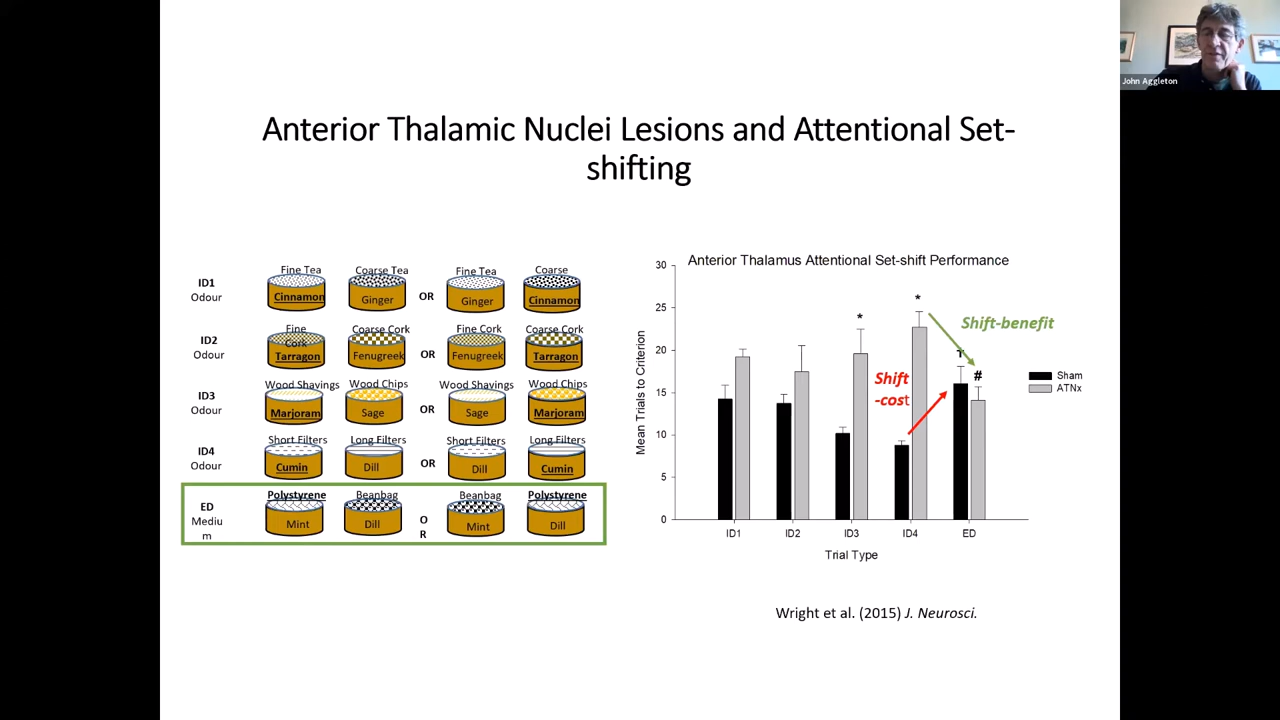 John Aggleton
Anterior Thalamic Nuclei Lesions and Attentional Set-
shifting
ID1
Odour
Fine Tea
Cinnamon
Coarse Tea
Ginger
OR
Fine Tea
Ginger
Coarse
Cinnamon
ID2
Odour
Fine
Cork
Tarragon
Coarse Cork
Fenugreek
OR
Fine Cork
Fenugreek
Coarse Cork
Tarragon
ID3
Odour
Wood Shavings
Marjoram
Wood Chips
Sage
OR
Wood Shavings
Sage
Wood Chips
Marjoram
ID4
Odour
Short Filters
Cumin
Long Filters
Dill
OR
Short Filters
Dill
Long Filters
Cumin
ED
Mediu
m
Polystyrene
Mint
Beanbag
Dill
O
R
Beanbag
Mint
Polystyrene
Dill
Anterior Thalamus Attentional Set-shift Performance
Mean Trials to Criterion
30
25
20
15
10
5
0
*
*
#
Shift-benefit
Shift
-cost
Sham
ATNx
ID1 ID2 ID3 ID4 ED
Trial Type
Wright et al. (2015) J. Neurosci.